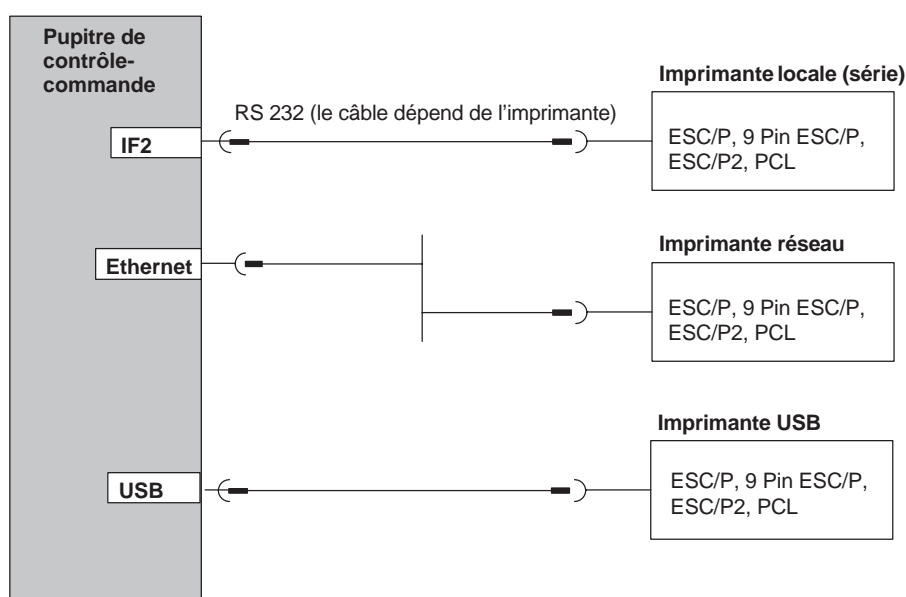 Pupitre de
contrôle-
commande
Imprimante locale (série)
RS 232 (le câble dépend de l'imprimante)
IF2
ESC/P, 9 Pin ESC/P,
ESC/P2, PCL
Imprimante réseau
Ethernet
ESC/P, 9 Pin ESC/P,
ESC/P2, PCL
Imprimante USB
USB
ESC/P, 9 Pin ESC/P,
ESC/P2, PCL